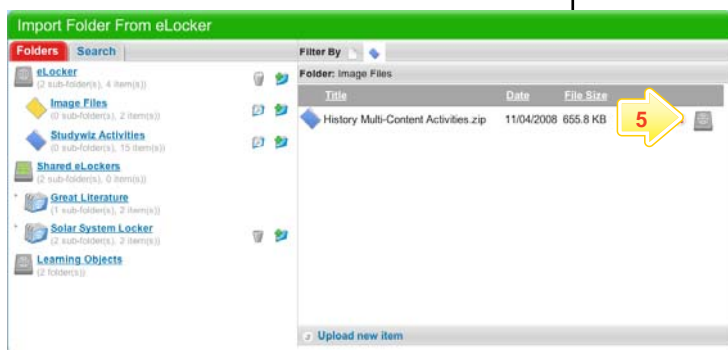 Import Folder From eLocker
Folders Search
eLocker
(2 sub-folder(s), 4 item(s))
Image Files
(0 sub-folder(s), 2 item(s))
Studywiz Activities
(0 sub-folder(s), 15 item(s))
Shared eLockers
(2 sub-folder(s), 0 item(s))
Great Literature
(1 sub-folder(s), 2 item(s))
Solar System Locker
(2 sub-folder(s), 2 item(s))
Learning Objects
(2 folder(s))
Filter By
Folder: Image Files
Title Date File Size
History Multi-Content Activities.zip 11/04/2008 655.8 KB
5
Upload new item